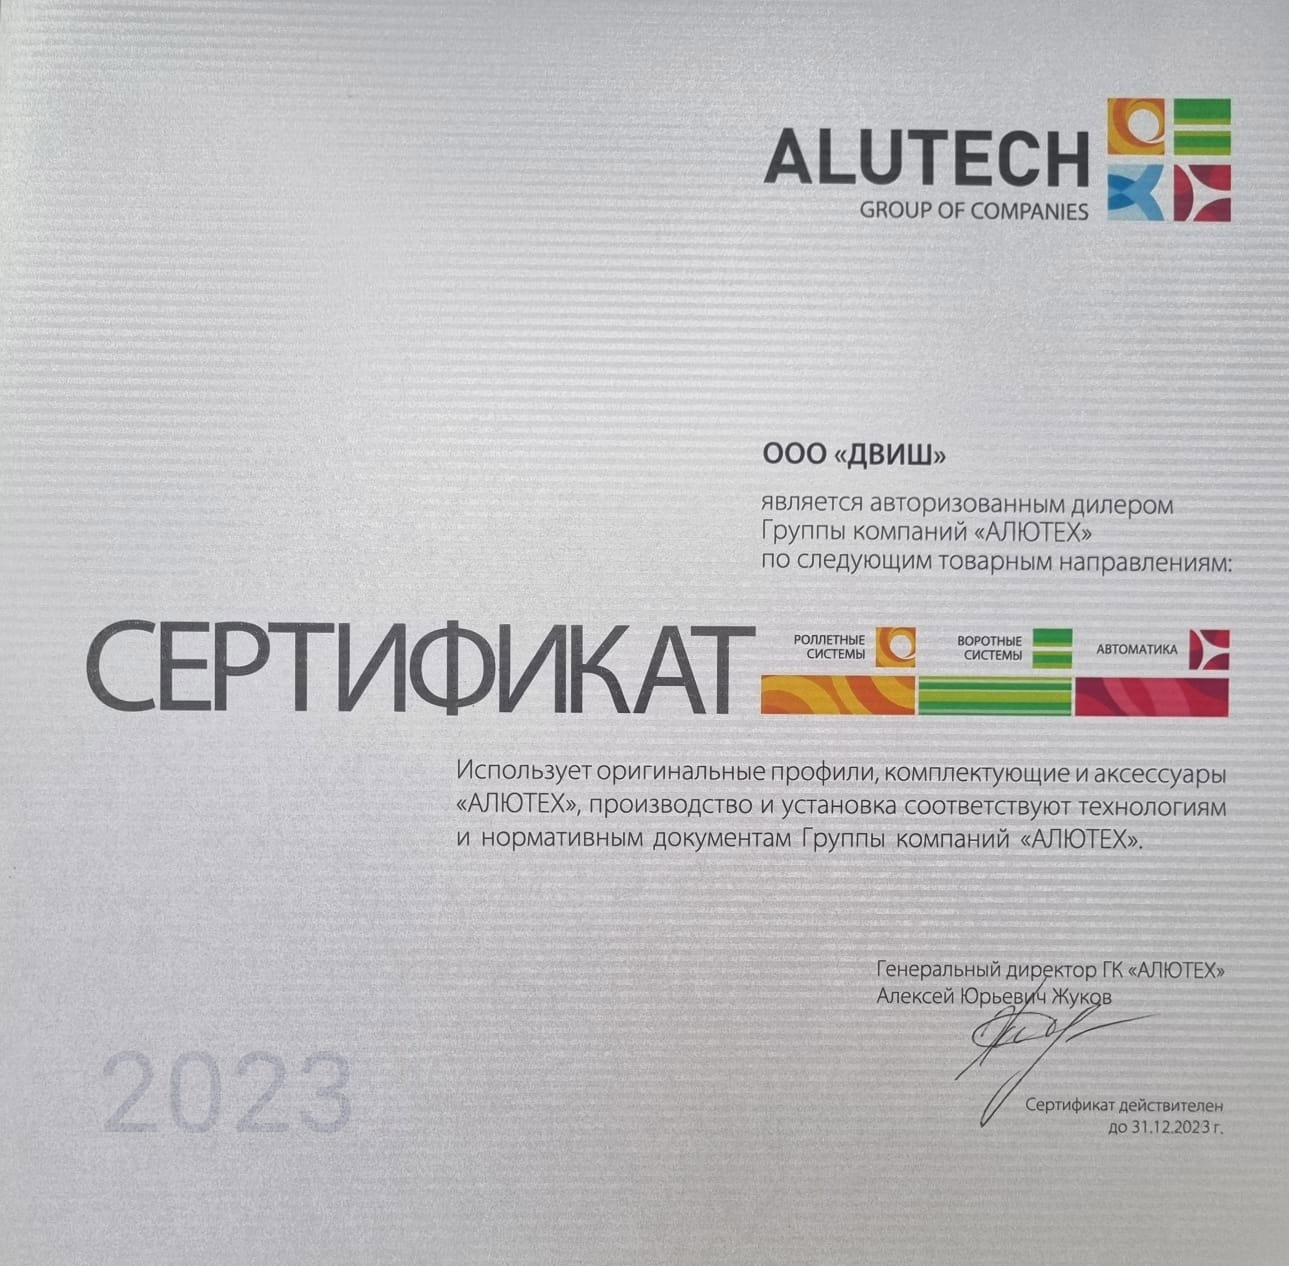 ALUTECH
GROUP OF COMPANIES
ООО «ДВИШ»
является авторизованным дилером
Группы компаний «АЛЮТЕХ»
по следующим товарным направлениям:
СЕРТИФИКАТ
РОЛЛЕТНЫЕ
СИСТЕМЫ
ВОРОТНЫЕ
СИСТЕМЫ
АВТОМАТИКА
Использует оригинальные профили, комплектующие и аксессуары
«АЛЮТЕХ», производство и установка соответствуют технологиям
и нормативным документам Группы компаний «АЛЮТЕХ».
Генеральный директор ГК «АЛЮТЕХ»
Алексей Юрьевич Жуков
2023
Сертификат действителен
до 31.12.2023 г.